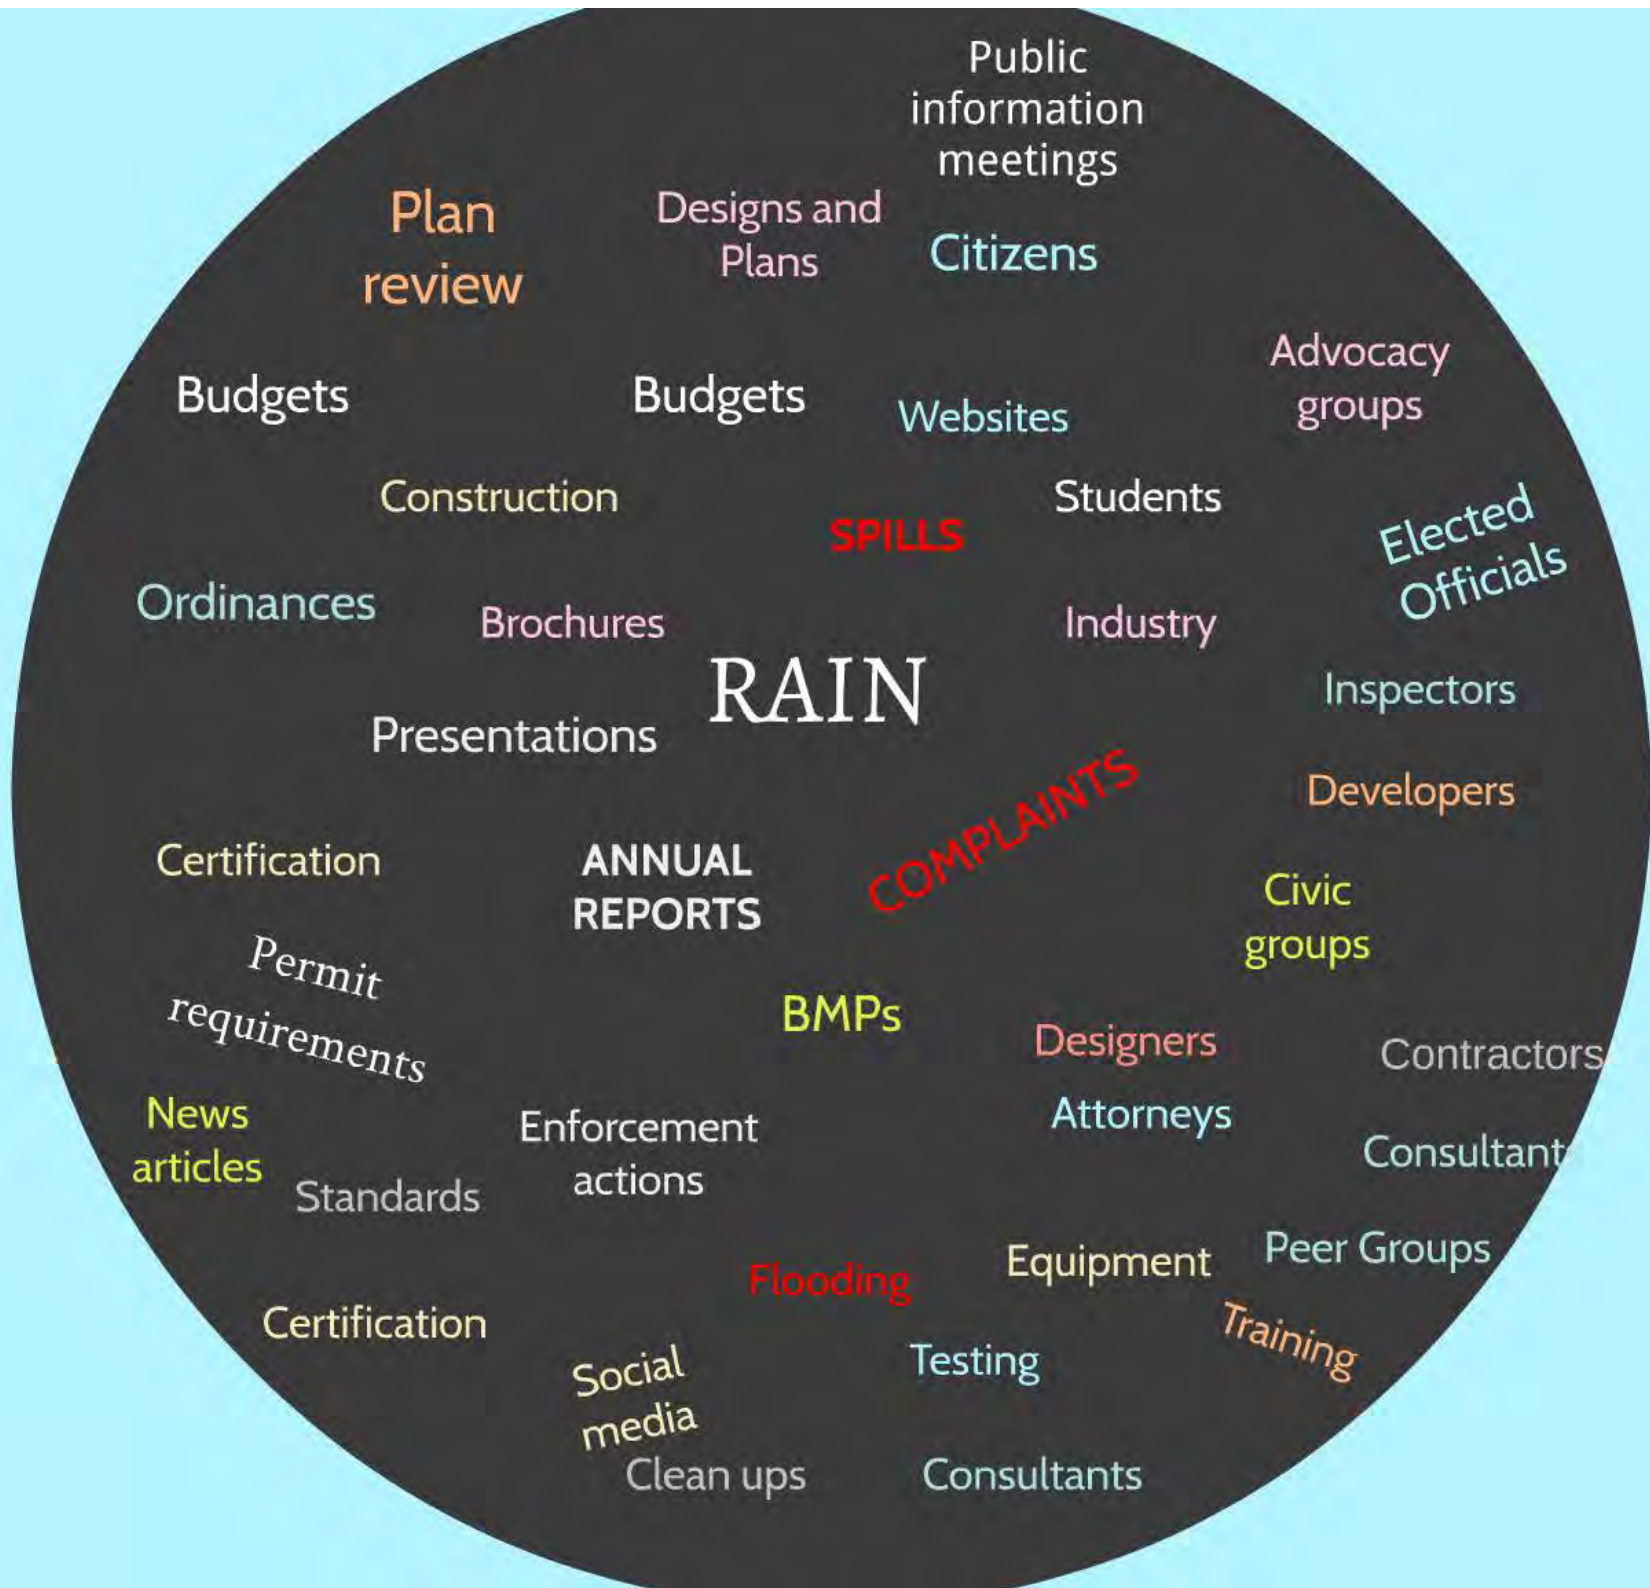 Public
information
meetings
Plan
review
Designs and
Plans
Citizens
Advocacy
groups
Budgets
Budgets
Websites
Construction
Students
SPILLS
Elected
Officials
Ordinances
Brochures
Industry
RAIN
Inspectors
Presentations
COMPLAINTS
Developers
Certification
ANNUAL
REPORTS
Civic
groups
Permit
requirements
BMPs
Designers
Contractors
News
articles
Enforcement
actions
Attorneys
Consultants
Standards
Peer Groups
Equipment
Flooding
Training
Certification
Social
media
Testing
Clean ups
Consultants